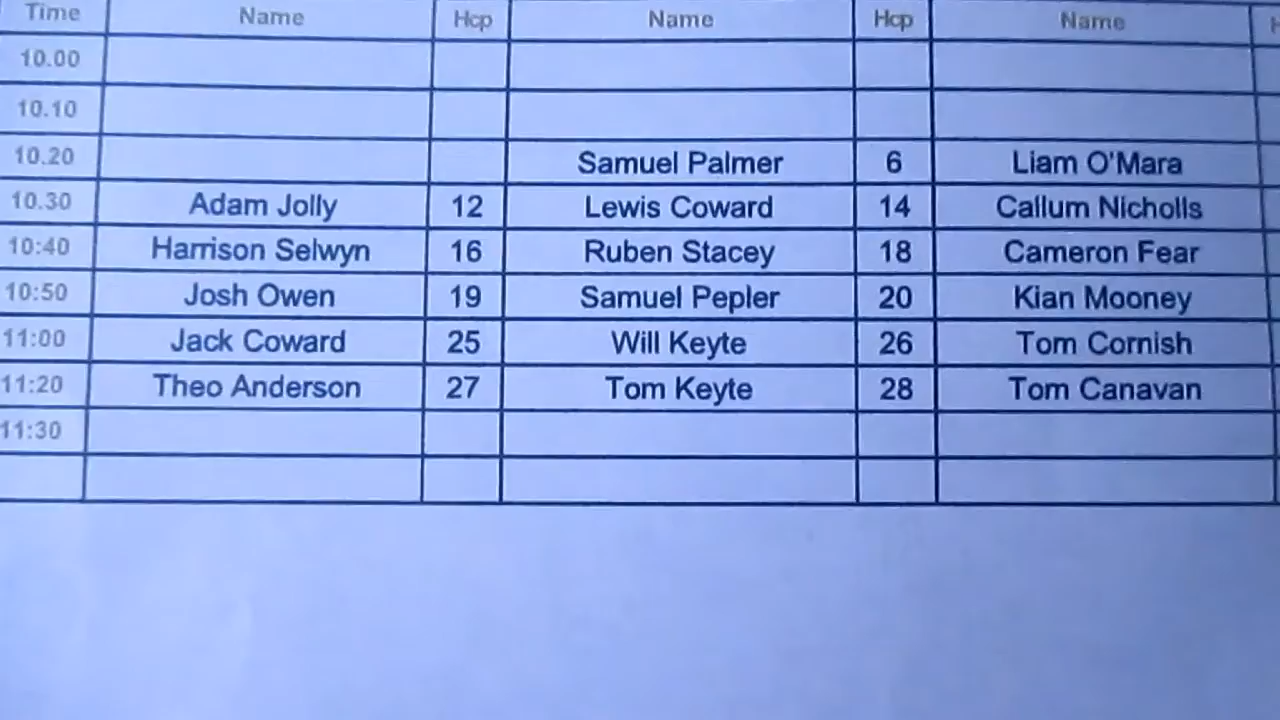 Time Name Hcp Name Hcp Name
10.00
10.10
10.20 Samuel Palmer 6 Liam O'Mara
10.30 Adam Jolly 12 Lewis Coward 14 Callum Nicholls
10:40 Harrison Selwyn 16 Ruben Stacey 18 Cameron Fear
10:50 Josh Owen 19 Samuel Pepler 20 Kian Mooney
11:00 Jack Coward 25 Will Keyte 26 Tom Cornish
11:20 Theo Anderson 27 Tom Keyte 28 Tom Canavan
11:30